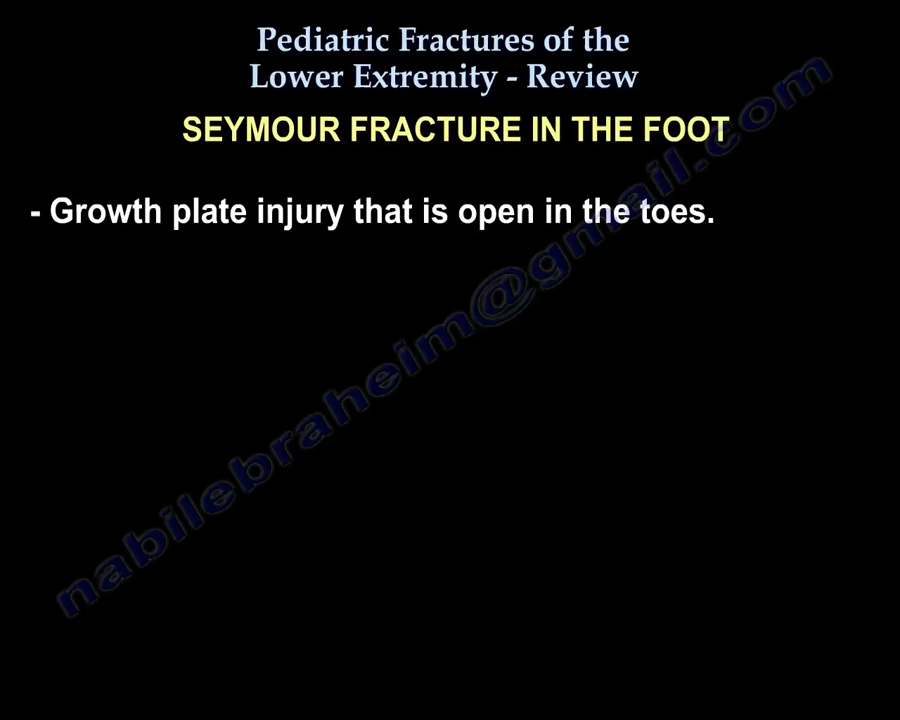 Pediatric Fractures of the
Lower Extremity - Review
SEYMOUR FRACTURE IN THE FOOT
- Growth plate injury that is open in the toes.
nabilebraheim@gmail.com